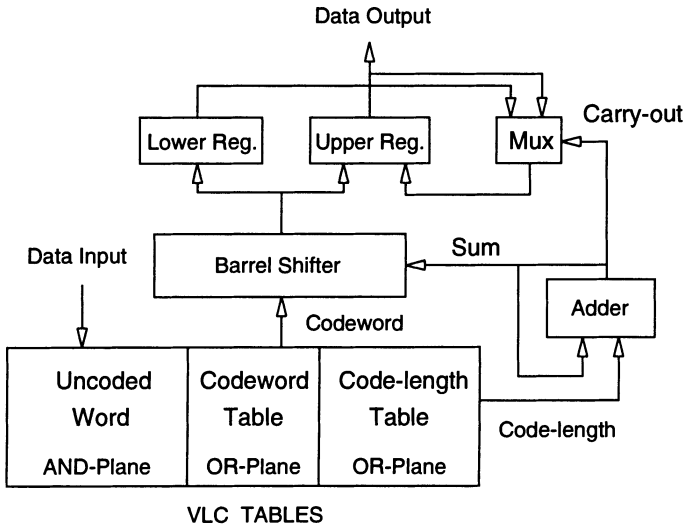 Data Output
Carry-out
Lower Reg.
Upper Reg.
Mux
Data Input
Barrel Shifter
Sum
Adder
Codeword
Uncoded
Word
AND-Plane
Codeword
Table
OR-Plane
Code-length
Table
OR-Plane
Code-length
VLC TABLES